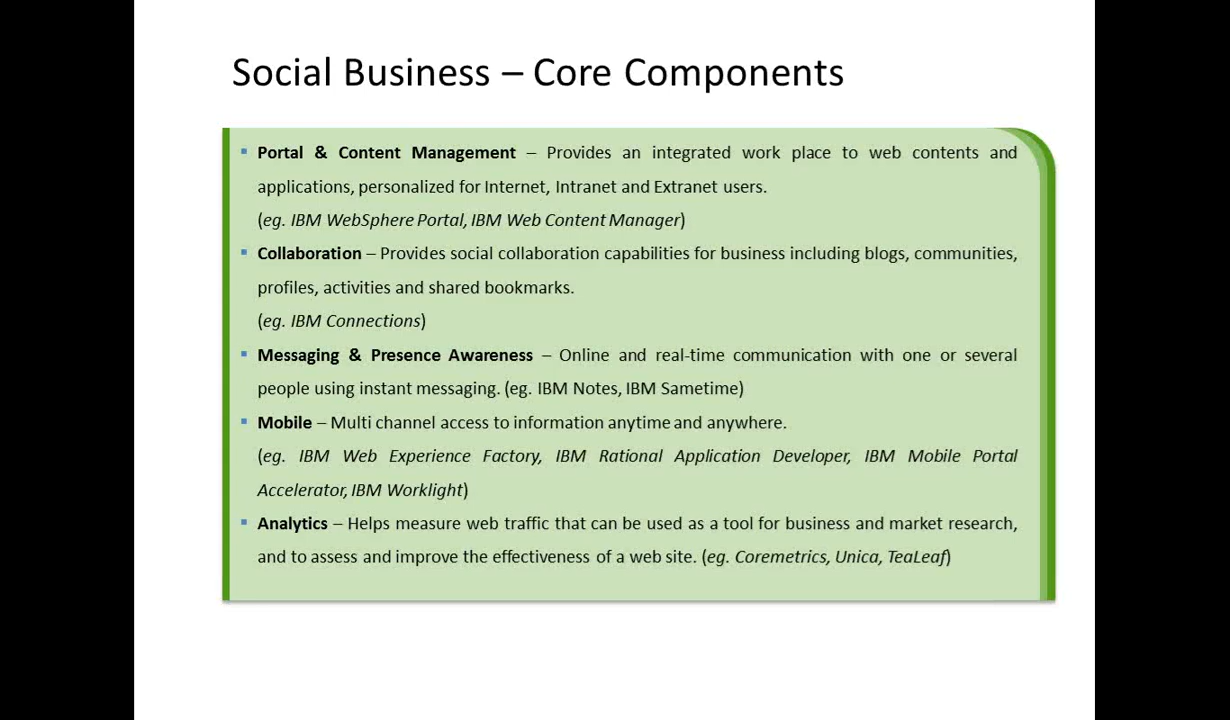 Social Business – Core Components
▪ Portal & Content Management – Provides an integrated work place to web contents and
applications, personalized for Internet, Intranet and Extranet users.
(eg. IBM WebSphere Portal, IBM Web Content Manager)
▪ Collaboration – Provides social collaboration capabilities for business including blogs, communities,
profiles, activities and shared bookmarks.
(eg. IBM Connections)
▪ Messaging & Presence Awareness – Online and real-time communication with one or several
people using instant messaging. (eg. IBM Notes, IBM Sametime)
▪ Mobile – Multi channel access to information anytime and anywhere.
(eg. IBM Web Experience Factory, IBM Rational Application Developer, IBM Mobile Portal
Accelerator, IBM Worklight)
▪ Analytics – Helps measure web traffic that can be used as a tool for business and market research,
and to assess and improve the effectiveness of a web site. (eg. Coremetrics, Unica, TeaLeaf)